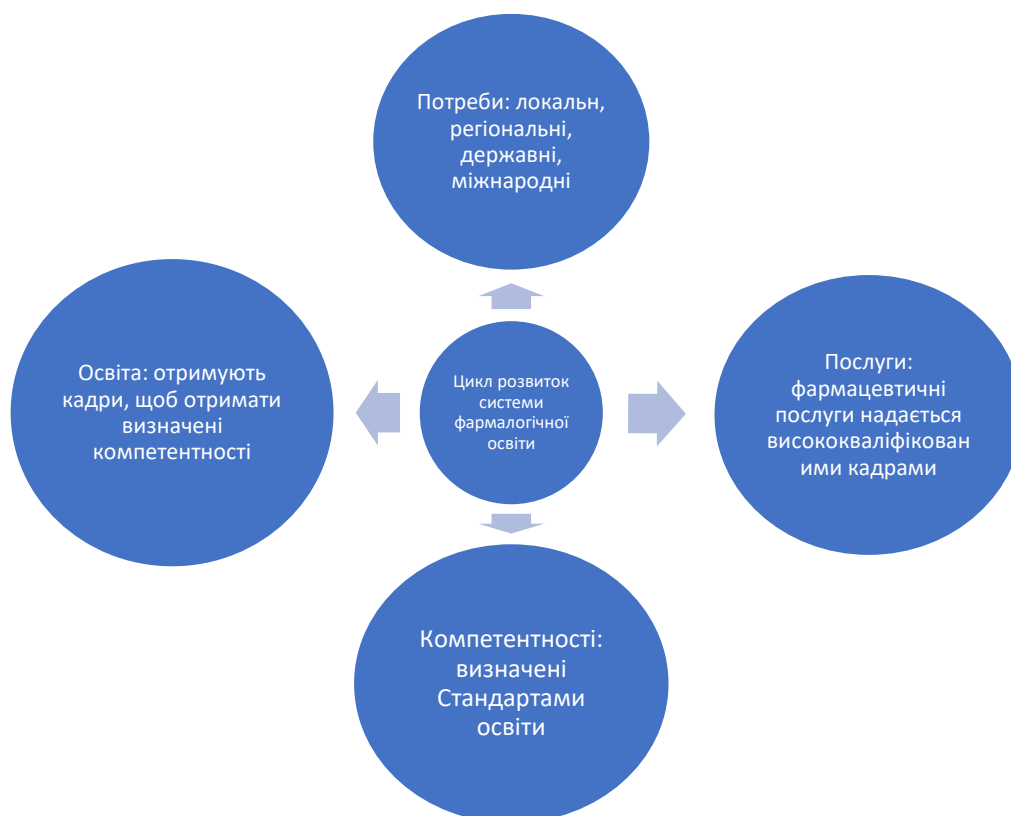 Потреби: локальн,
регіональні,
державні,
міжнародні
Освіта: отримують
кадри, щоб отримати
визначені
компетентності
Цикл розвиток
системи
фармалогічної
освіти
Послуги:
фармацевтичні
послуги надається
висококваліфікован
ими кадрами
Компетентності:
визначені
Стандартами
освіти